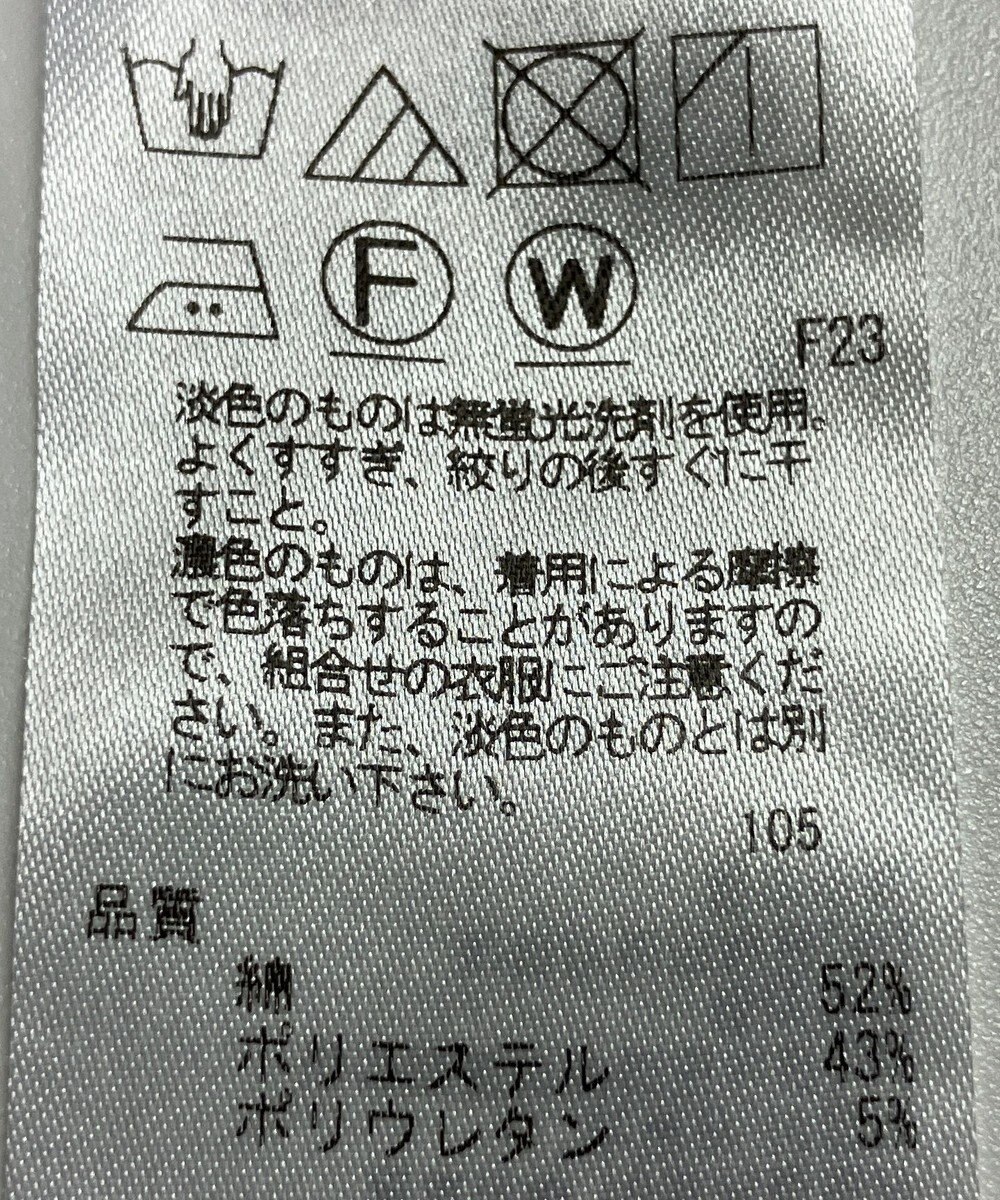 F
W
F23
淡色のものは無蛍光洗剤を使用。
よくすすぎ、絞りの後すぐに干
すこと。
濃色のものは、着用による摩擦
で色落ちすることがありますの
で、組合せの衣服にご注意くだ
さい。また、淡色のものとは別
にお洗い下さい。
105
品質
綿 52%
ポリエステル 43%
ポリウレタン 5%